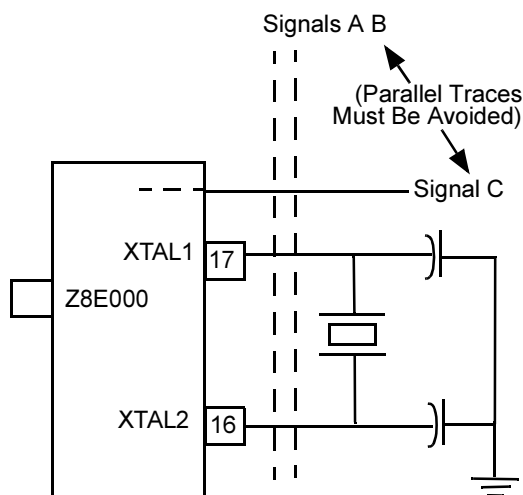 Signals A B
(Parallel Traces
Must Be Avoided)
Signal C
XTAL1
17
Z8E000
XTAL2
16